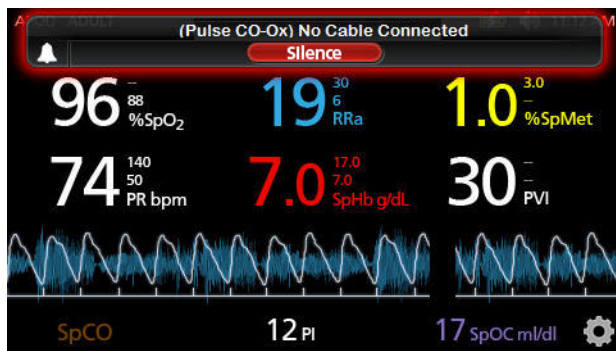 (Pulse CO-Ox) No Cable Connected
Silence
96 -- 88 %SpO₂
19 30 6 RRa
1.0 3.0 -- %SpMet
74 140 50 PR bpm
7.0 17.0 7.0 SpHb g/dL
30 -- -- PVI
SpCO
12 PI
17 SpOC ml/dl